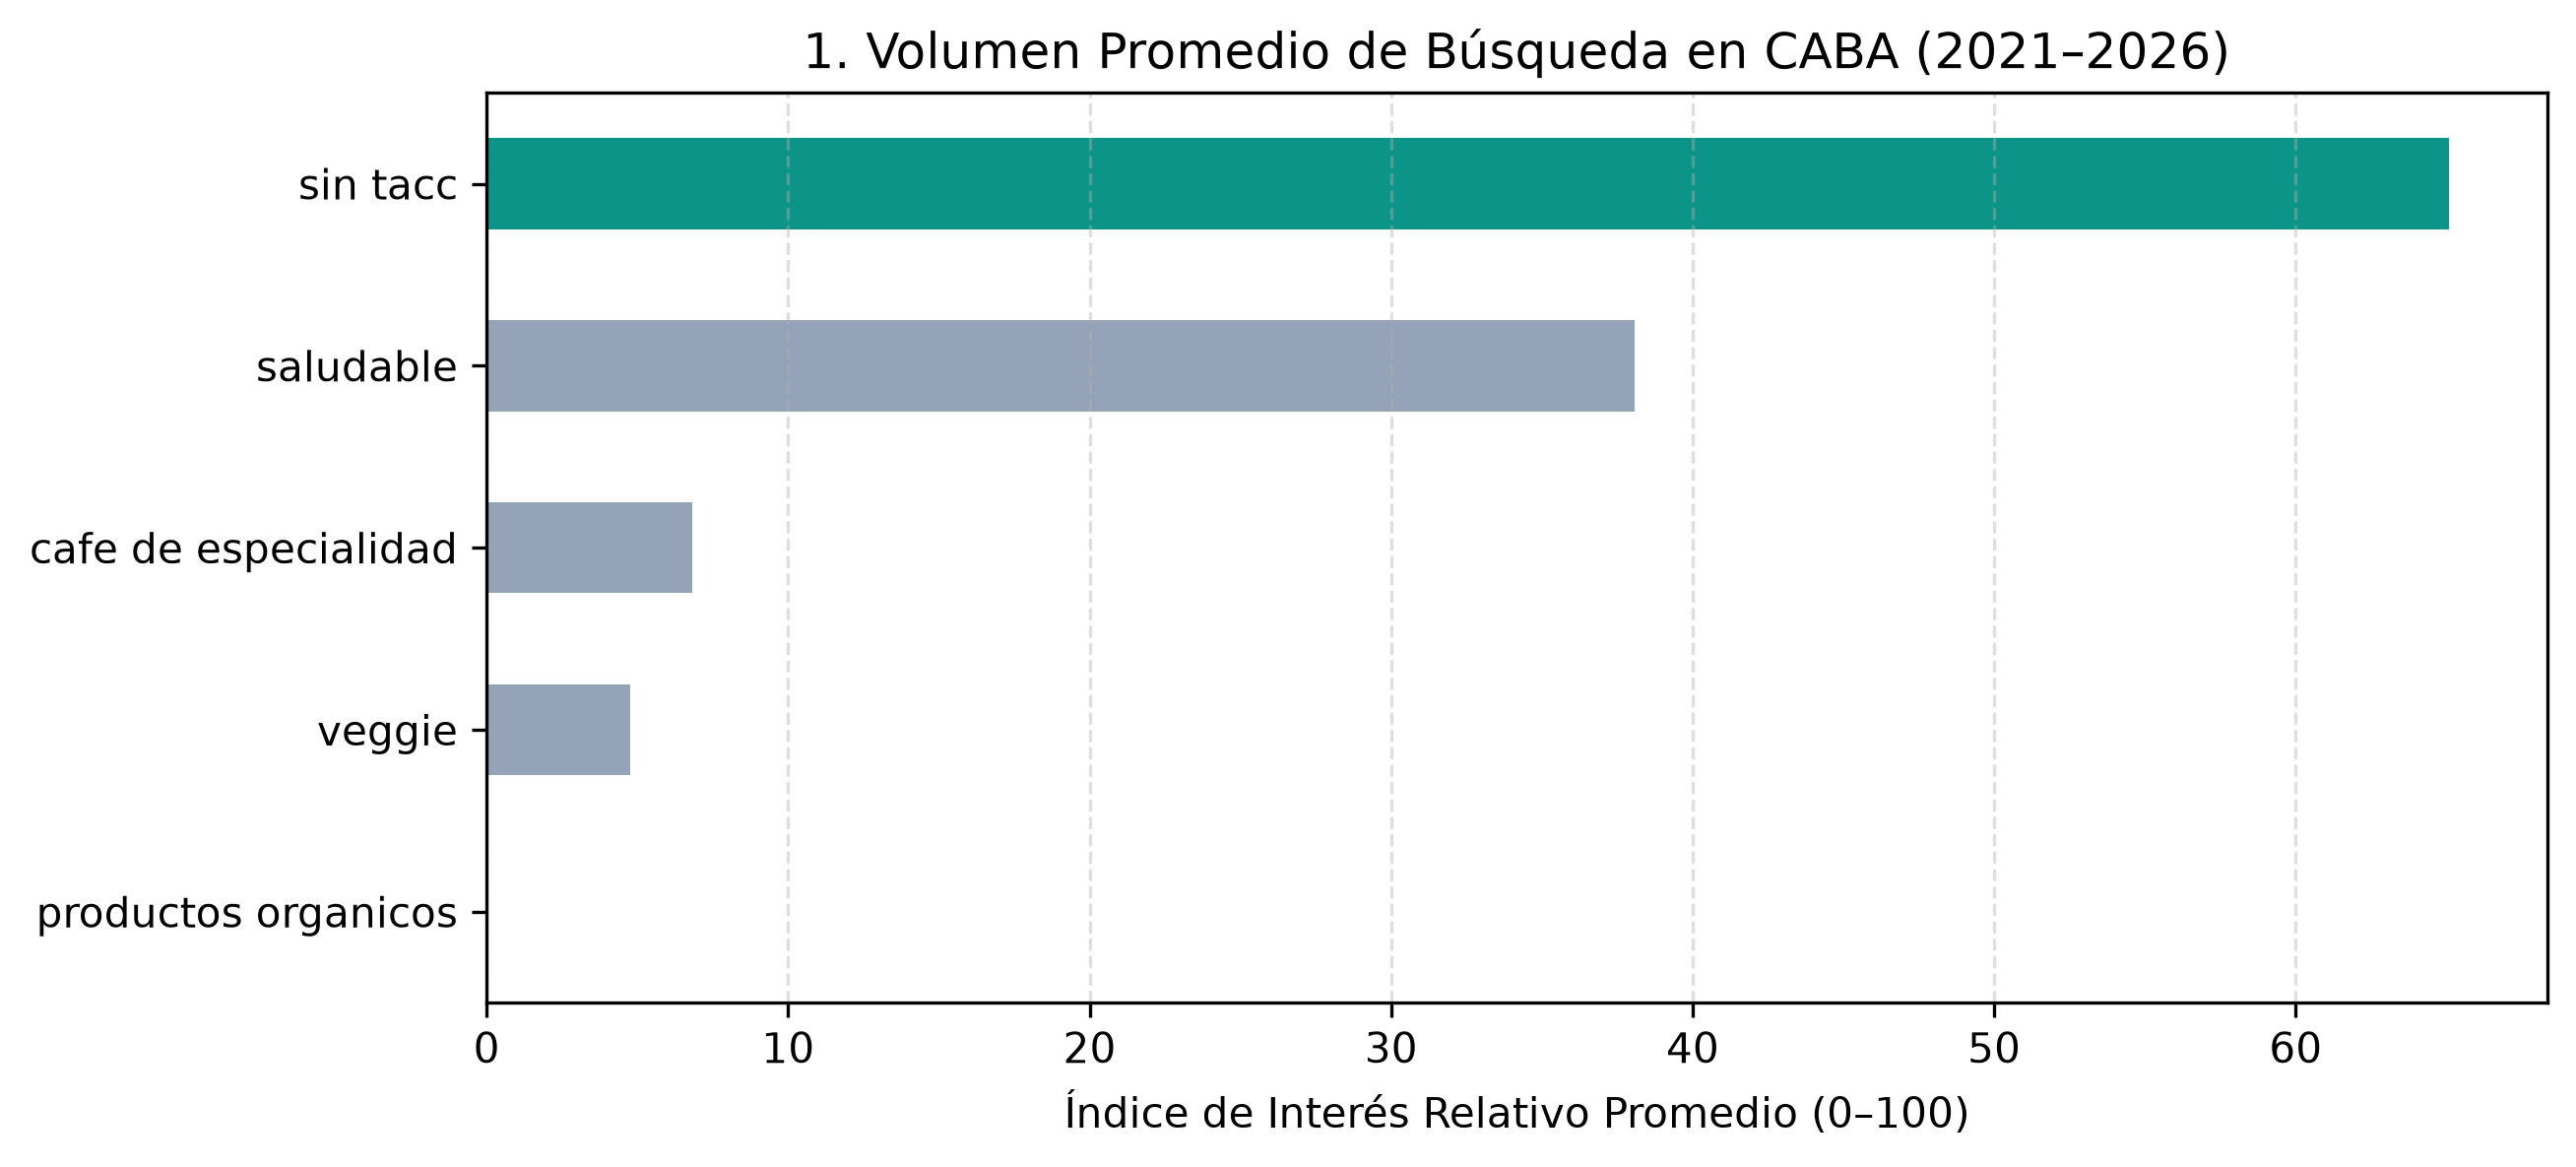 1. Volumen Promedio de Búsqueda en CABA (2021–2026)
sin tacc
saludable
cafe de especialidad
veggie
productos organicos
0 10 20 30 40 50 60
Índice de Interés Relativo Promedio (0–100)